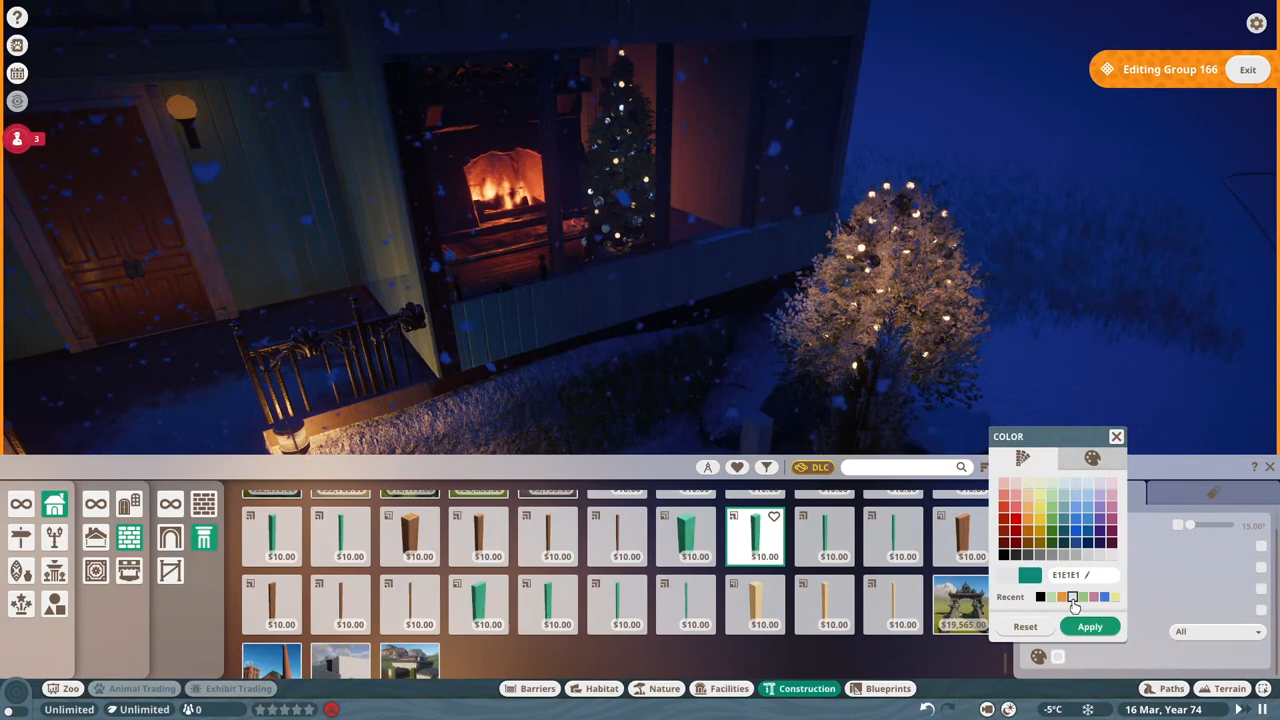 ?
Editing Group 166
Exit
3
DLC
? 
COLOR
E1E1E1 /
Recent
Reset
Apply
15.00°
All
$10.00 $10.00 $10.00 $10.00 $10.00 $10.00 $10.00 $10.00 $10.00 $10.00 $10.00
$10.00 $10.00 $10.00 $10.00 $10.00 $10.00 $10.00 $10.00 $10.00 $10.00 $19,565.00
Zoo
Animal Trading
Exhibit Trading
Barriers
Habitat
Nature
Facilities
Construction
Blueprints
Paths
Terrain
Unlimited
Unlimited
0
-5°C
16 Mar, Year 74